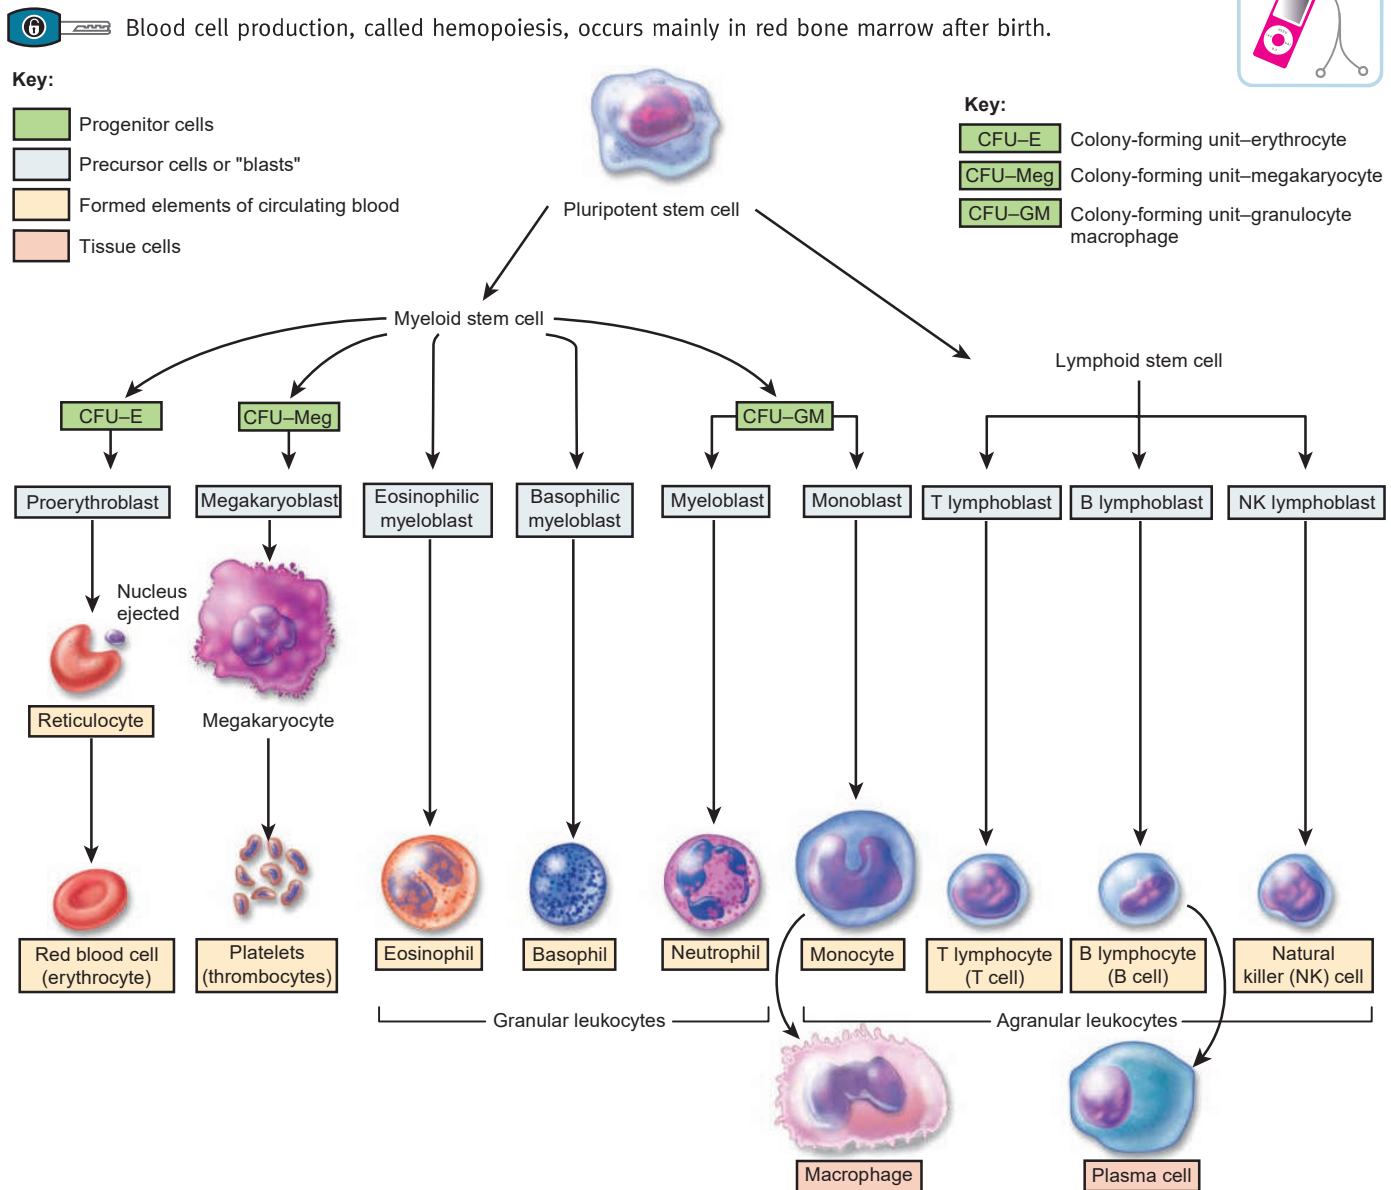 Blood cell production, called hemopoiesis, occurs mainly in red bone marrow after birth.
Key:
Progenitor cells
Precursor cells or "blasts"
Formed elements of circulating blood
Tissue cells
Key:
CFU–E Colony-forming unit–erythrocyte
CFU–Meg Colony-forming unit–megakaryocyte
CFU–GM Colony-forming unit–granulocyte
macrophage
Pluripotent stem cell
Myeloid stem cell
Lymphoid stem cell
CFU–E
CFU–Meg
CFU–GM
Proerythroblast
Megakaryoblast
Eosinophilic
myeloblast
Basophilic
myeloblast
Myeloblast
Monoblast
T lymphoblast
B lymphoblast
NK lymphoblast
Nucleus
ejected
Reticulocyte
Megakaryocyte
Red blood cell
(erythrocyte)
Platelets
(thrombocytes)
Eosinophil
Basophil
Neutrophil
Monocyte
T lymphocyte
(T cell)
B lymphocyte
(B cell)
Natural
killer (NK) cell
Granular leukocytes
Agranular leukocytes
Macrophage
Plasma cell